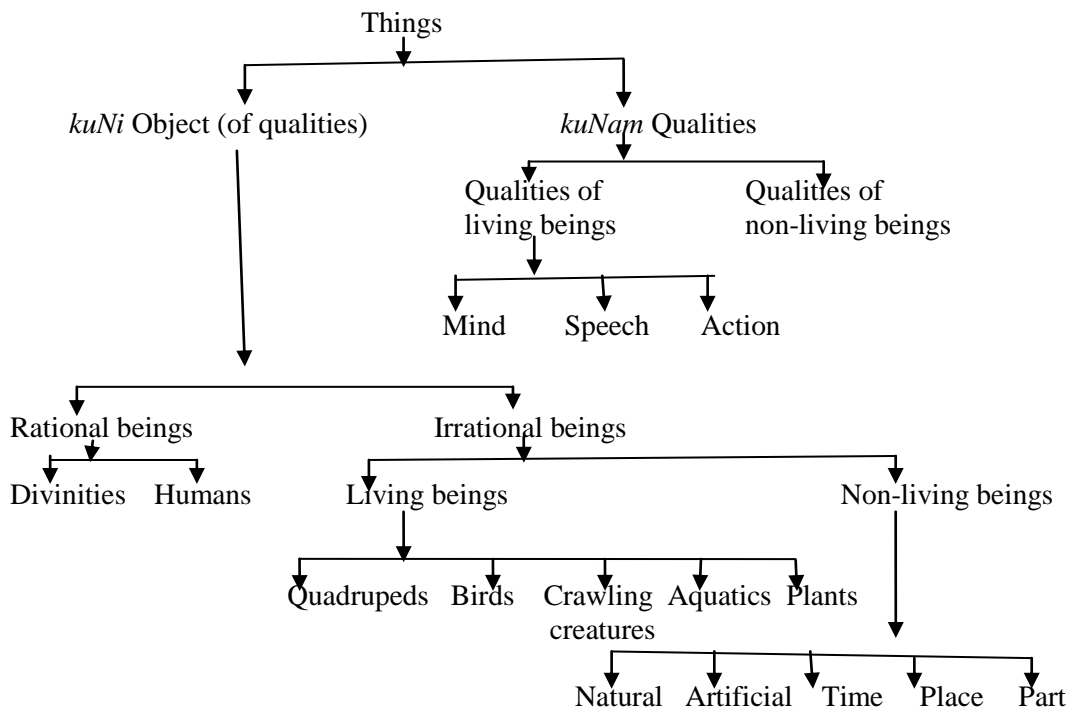 Things
kuNi Object (of qualities)
kuNam Qualities
Qualities of
living beings
Qualities of
non-living beings
Mind
Speech
Action
Rational beings
Irrational beings
Divinities
Humans
Living beings
Non-living beings
Quadrupeds
Birds
Crawling
creatures
Aquatics
Plants
Natural
Artificial
Time
Place
Part